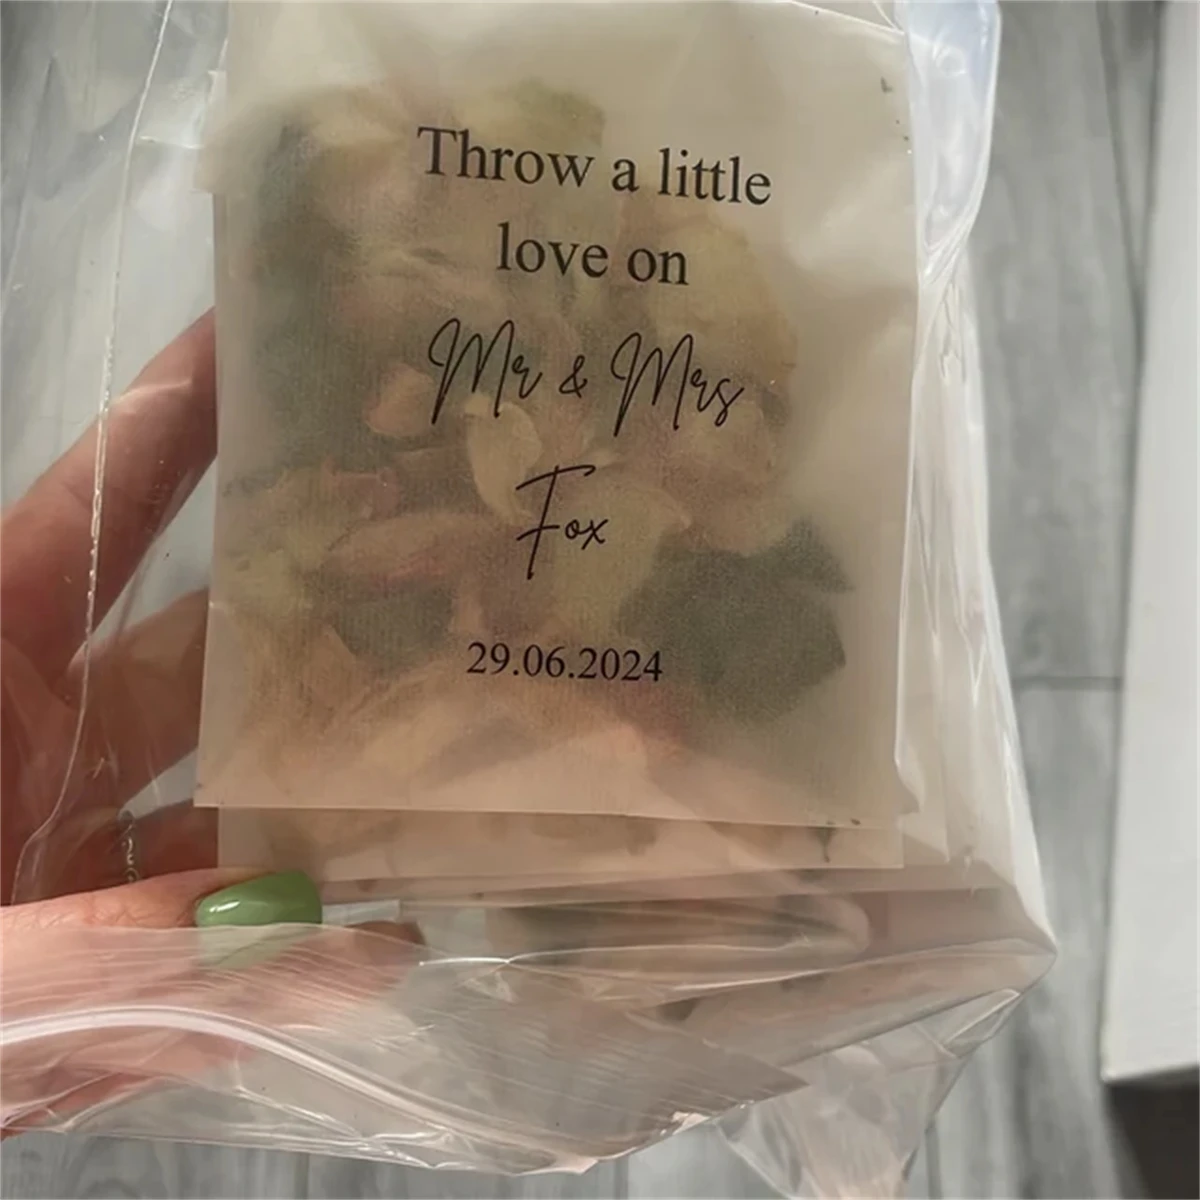 Throw a little
love on
Mr & Mrs
Fox
29.06.2024